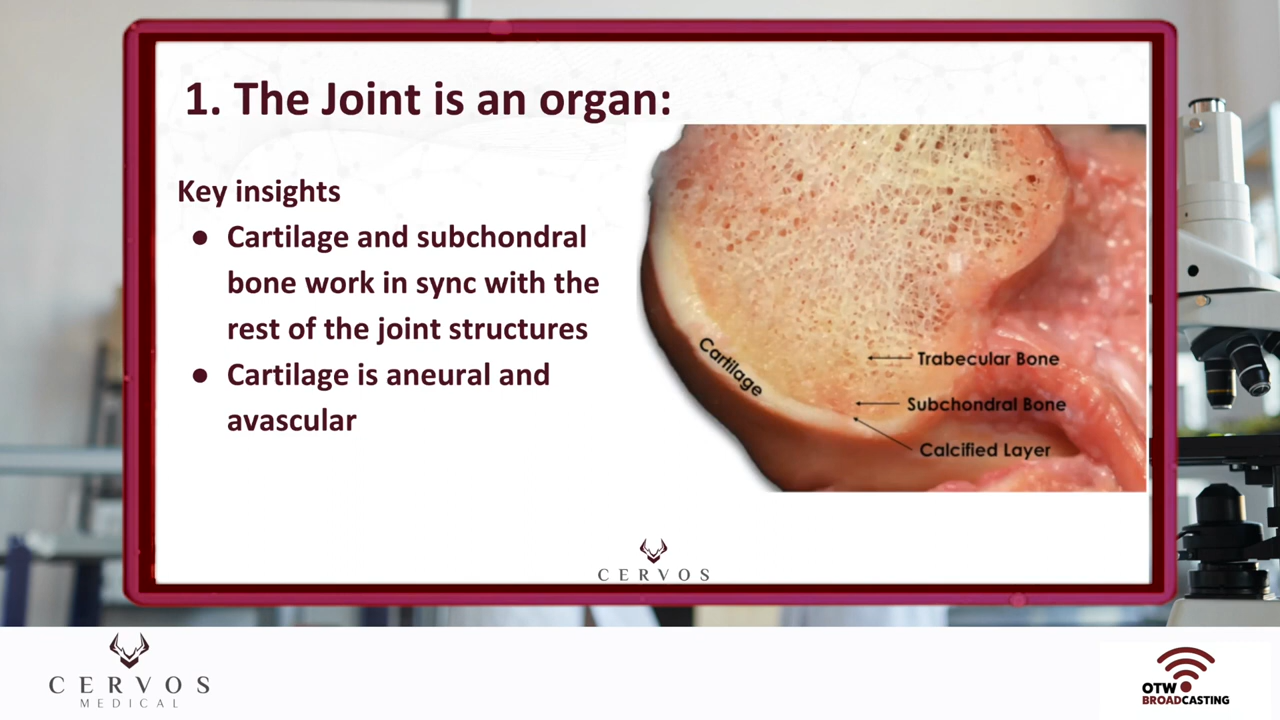 1. The Joint is an organ:
Key insights
● Cartilage and subchondral
bone work in sync with the
rest of the joint structures
● Cartilage is aneural and
avascular
Cartilage
Trabecular Bone
Subchondral Bone
Calcified Layer
CERVOS
CERVOS
MEDICAL
OTW
BROADCASTING